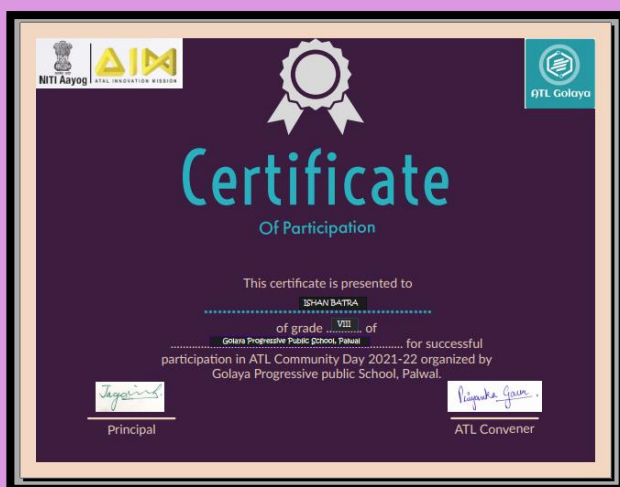 NITI Aayog
AIM
ATAL INNOVATION MISSION
ATL Golaya
Certificate
Of Participation
This certificate is presented to
ISHAN BATRA
of grade VIII of
Golaya Progressive Public School, Palwal for successful
participation in ATL Community Day 2021-22 organized by
Golaya Progressive public School, Palwal.
Priyanka Gaur.
Principal
ATL Convener